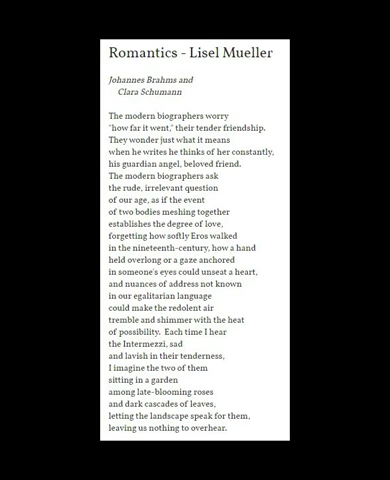 Romantics - Lisel Mueller
Johannes Brahms and
Clara Schumann
The modern biographers worry
"how far it went," their tender friendship.
They wonder just what it means
when he writes he thinks of her constantly,
his guardian angel, beloved friend.
The modern biographers ask
the rude, irrelevant question
of our age, as if the event
of two bodies meshing together
establishes the degree of love,
forgetting how softly Eros walked
in the nineteenth-century, how a hand
held overlong or a gaze anchored
in someone's eyes could unseat a heart,
and nuances of address not known
in our egalitarian language
could make the redolent air
tremble and shimmer with the heat
of possibility. Each time I hear
the Intermezzi, sad
and lavish in their tenderness,
I imagine the two of them
sitting in a garden
among late-blooming roses
and dark cascades of leaves,
letting the landscape speak for them,
leaving us nothing to overhear.